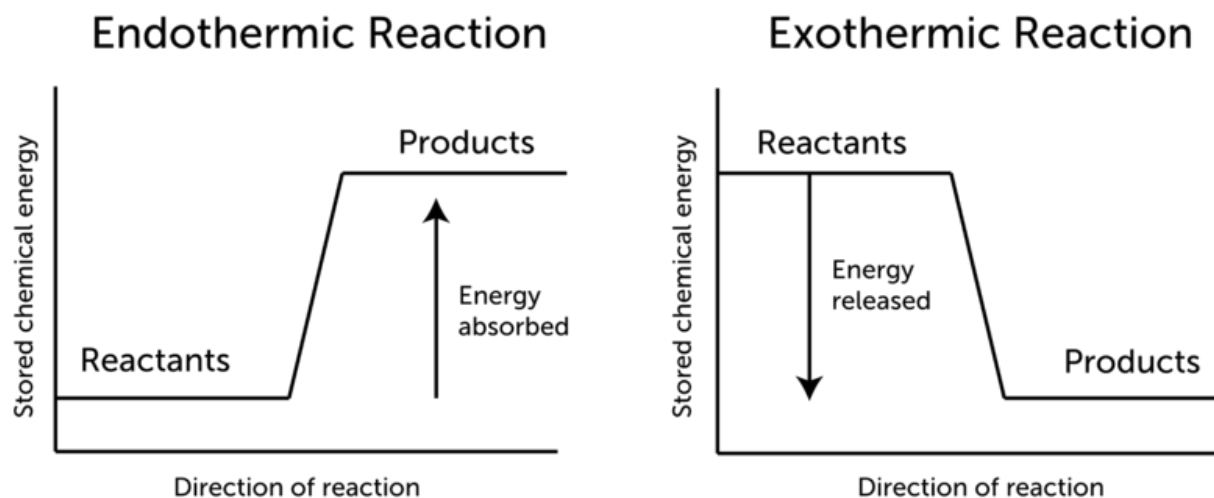 Endothermic Reaction
Stored chemical energy
Products
Energy
absorbed
Reactants
Direction of reaction
Exothermic Reaction
Stored chemical energy
Reactants
Energy
released
Products
Direction of reaction